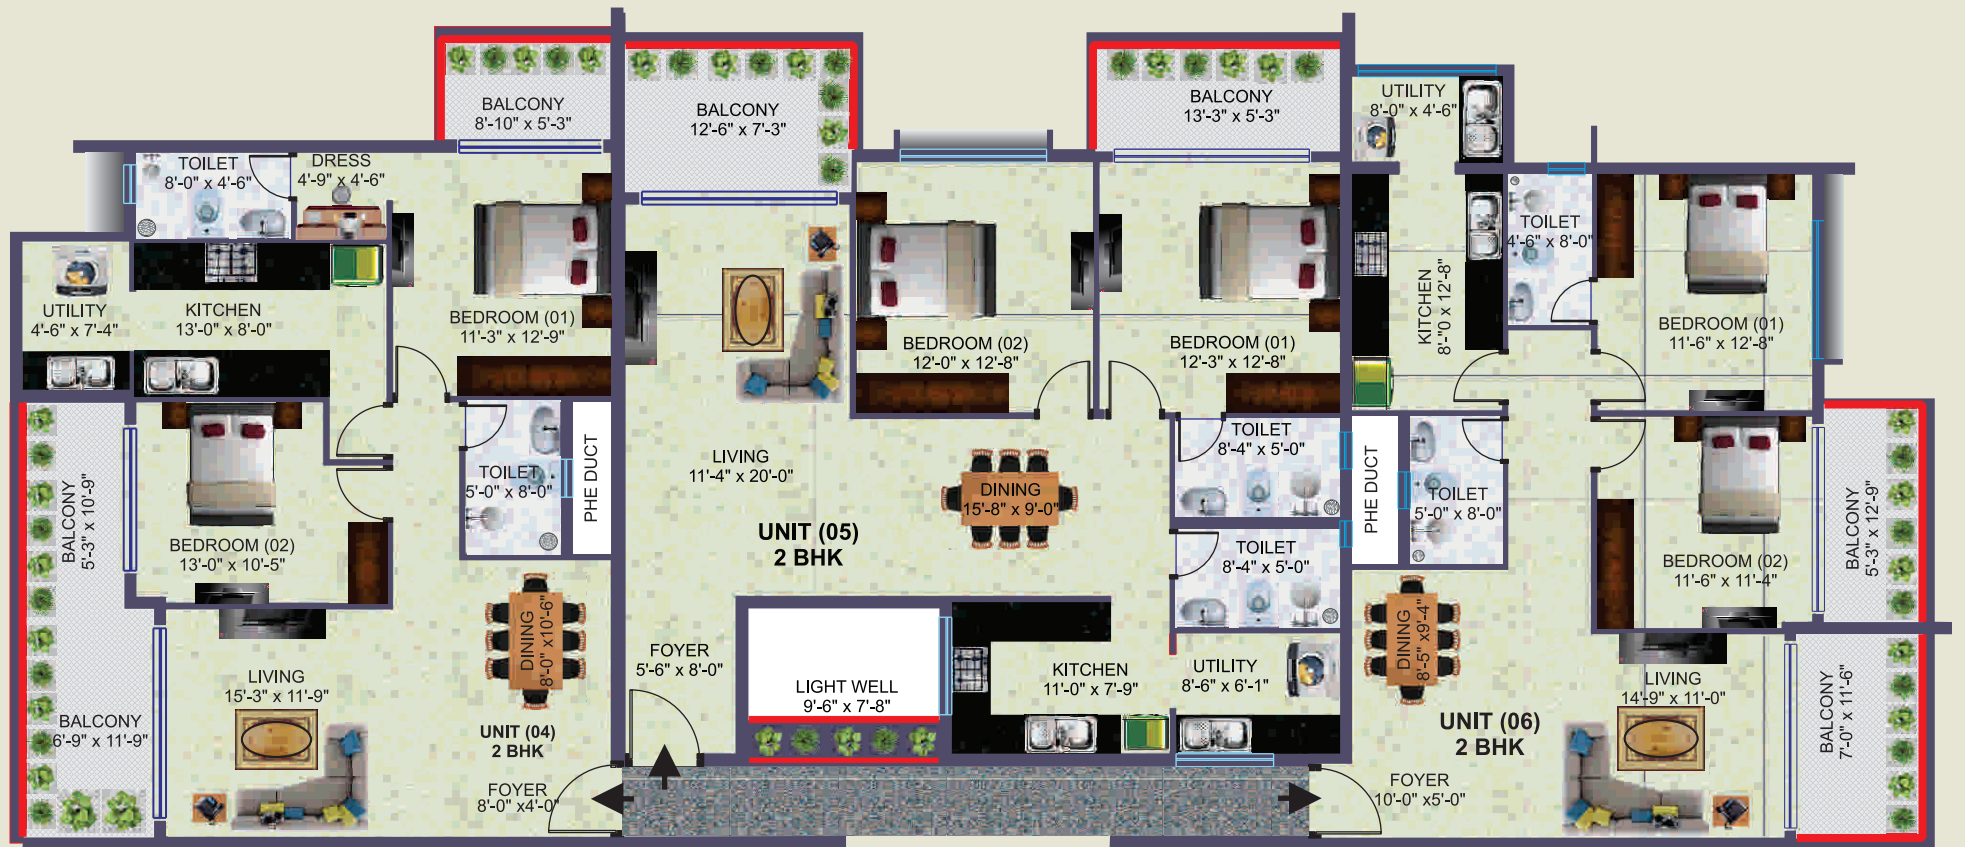 BALCONY
8'-10" x 5'-3"
TOILET
8'-0" x 4'-6"
DRESS
4'-9" x 4'-6"
UTILITY
4'-6" x 7'-4"
KITCHEN
13'-0" x 8'-0"
BEDROOM (01)
11'-3" x 12'-9"
BALCONY
5'-3" x 10'-9"
BEDROOM (02)
13'-0" x 10'-5"
TOILET
5'-0" x 8'-0"
PHE DUCT
BALCONY
6'-9" x 11'-9"
LIVING
15'-3" x 11'-9"
DINING
8'-0" x10'-6"
UNIT (04)
2 BHK
FOYER
8'-0" x4'-0"
BALCONY
12'-6" x 7'-3"
BALCONY
13'-3" x 5'-3"
BEDROOM (02)
12'-0" x 12'-8"
BEDROOM (01)
12'-3" x 12'-8"
LIVING
11'-4" x 20'-0"
DINING
15'-8" x 9'-0"
UNIT (05)
2 BHK
TOILET
8'-4" x 5'-0"
TOILET
8'-4" x 5'-0"
FOYER
5'-6" x 8'-0"
LIGHT WELL
9'-6" x 7'-8"
KITCHEN
11'-0" x 7'-9"
UTILITY
8'-6" x 6'-1"
UTILITY
8'-0" x 4'-6"
KITCHEN
8'-"0 x 12'-8"
TOILET
4'-6" x 8'-0"
BEDROOM (01)
11'-6" x 12'-8"
PHE DUCT
TOILET
5'-0" x 8'-0"
BEDROOM (02)
11'-6" x 11'-4"
BALCONY
5'-3" x 12'-9"
DINING
8'-5" x9'-4"
LIVING
14'-9" x 11'-0"
BALCONY
7'-0" x 11'-6"
UNIT (06)
2 BHK
FOYER
10'-0" x5'-0"